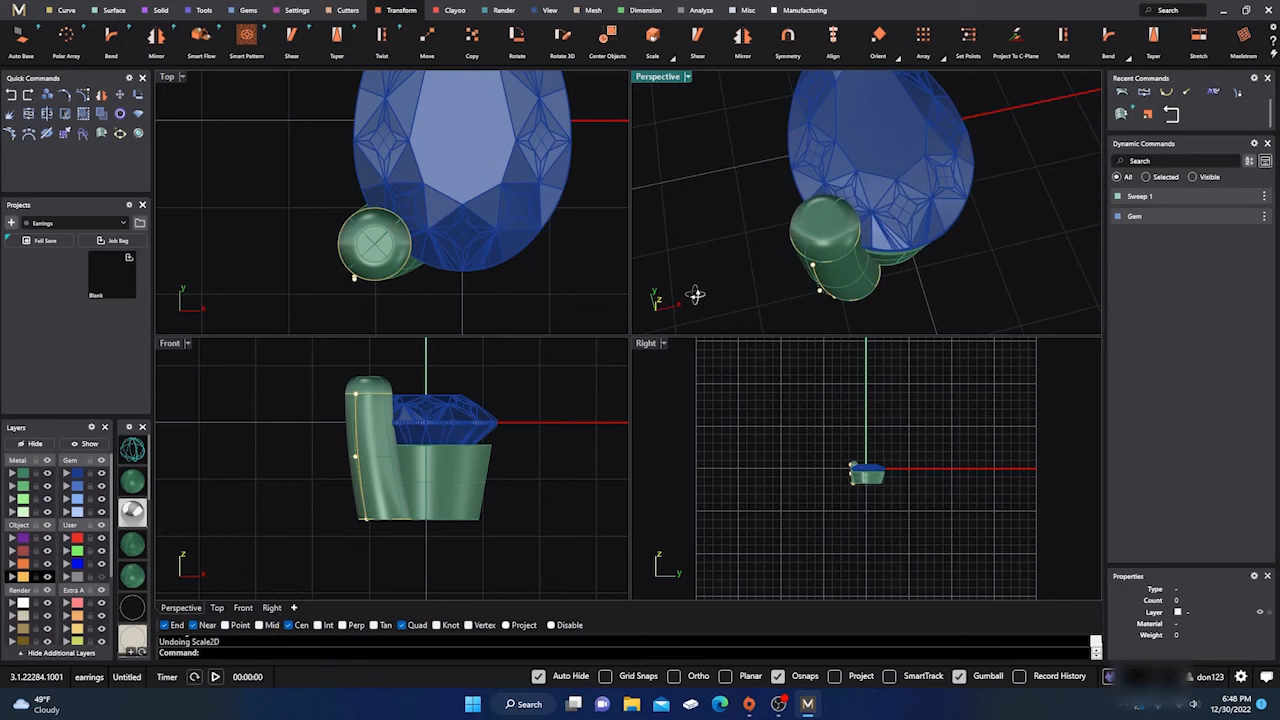 M Curve Surface Solid Tools Gems Settings Cutters Transform Clayoo Render View Mesh Dimension Analyze Misc Manufacturing Search
Auto Base Polar Array Bend Mirror Smart Flow Smart Pattern Shear Taper Twist Move Copy Rotate Rotate 3D Center Objects Scale Shear Mirror Symmetry Align Orient Array Set Points Project To C-Plane Twist Bend Taper Stretch Maelstrom
Quick Commands
Top
Perspective
Recent Commands
Dynamic Commands
Search
All Selected Visible
Sweep 1
Gem
Projects
Earrings
Full Save Job Bag
Blank
y x
y z x
Front
Right
Layers
Hide Show
Metal Gem
Object User
Render Extra A
Hide Additional Layers
z x
z y
Properties
Type -
Count 0
Layer -
Material -
Weight 0
Perspective Top Front Right
End Near Point Mid Cen Int Perp Tan Quad Knot Vertex Project Disable
Undoing Scale2D
Command:
3.1.22284.1001 earrings Untitled Timer 00:00:00 Auto Hide Grid Snaps Ortho Planar Osnaps Project SmartTrack Gumball Record History don123
49°F
Cloudy
Search
M
6:48 PM
12/30/2022